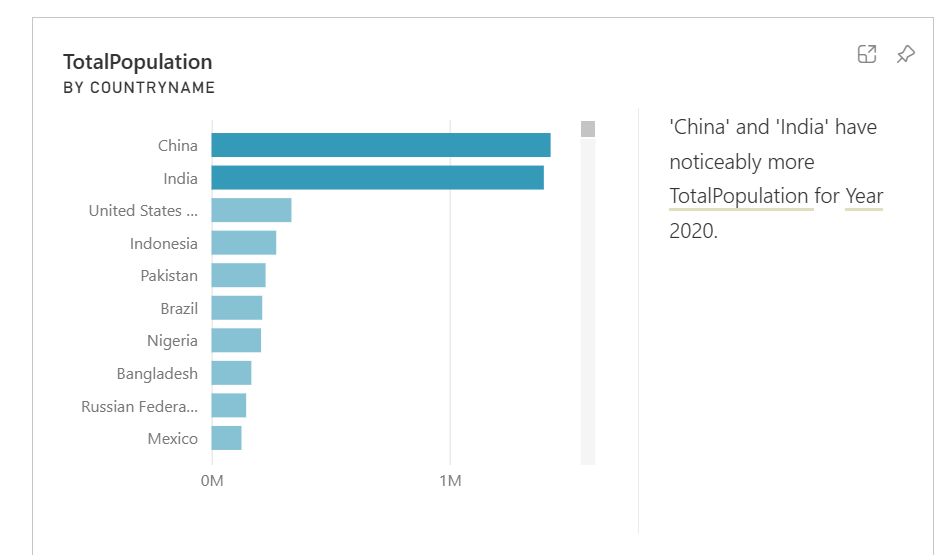 TotalPopulation
BY COUNTRYNAME
China
India
United States ...
Indonesia
Pakistan
Brazil
Nigeria
Bangladesh
Russian Federa...
Mexico
0M 1M
'China' and 'India' have
noticeably more
TotalPopulation for Year
2020.